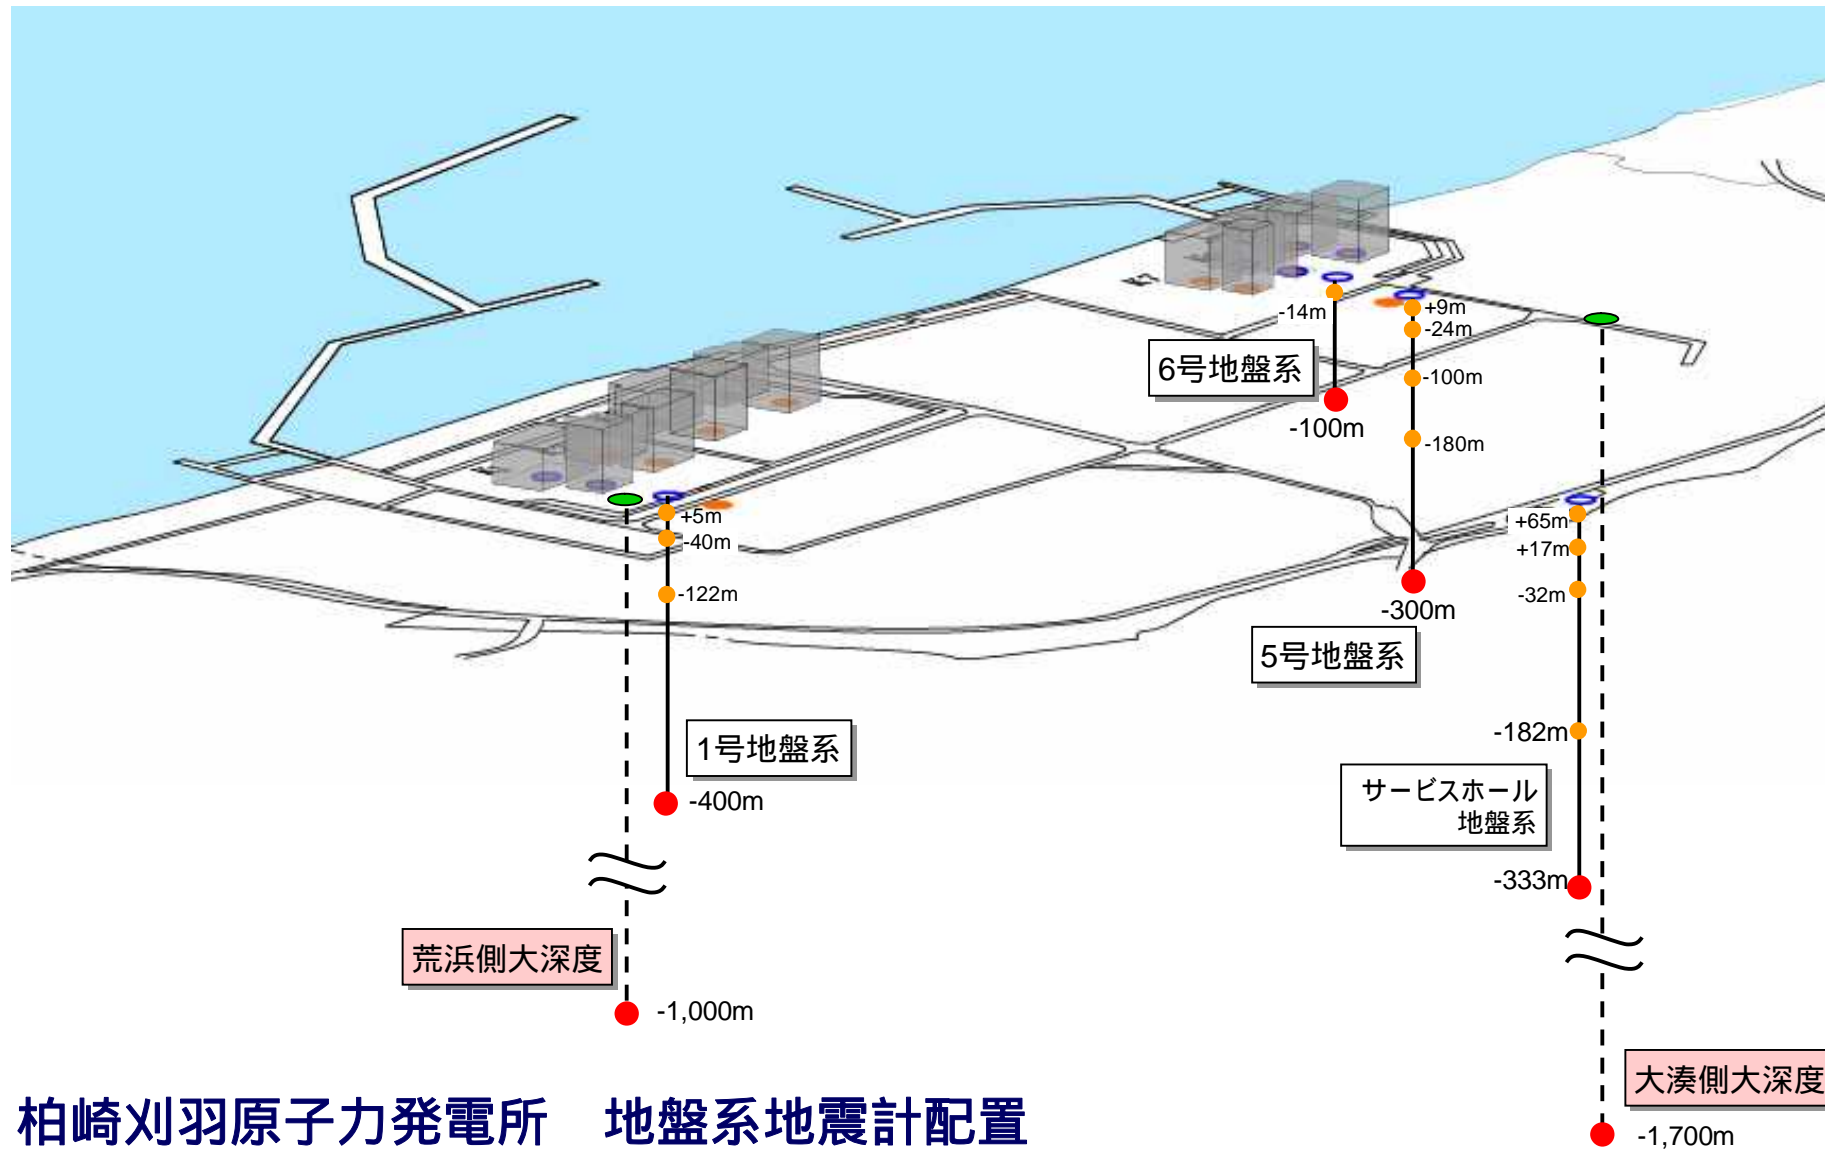 -14m
+9m
-24m
6号地盤系
-100m
-100m
-180m
+5m
-40m
+65m
+17m
-122m
-32m
-300m
5号地盤系
1号地盤系
-182m
-400m
サービスホール
地盤系
-333m
荒浜側大深度
-1,000m
大湊側大深度
-1,700m
柏崎刈羽原子力発電所 地盤系地震計配置